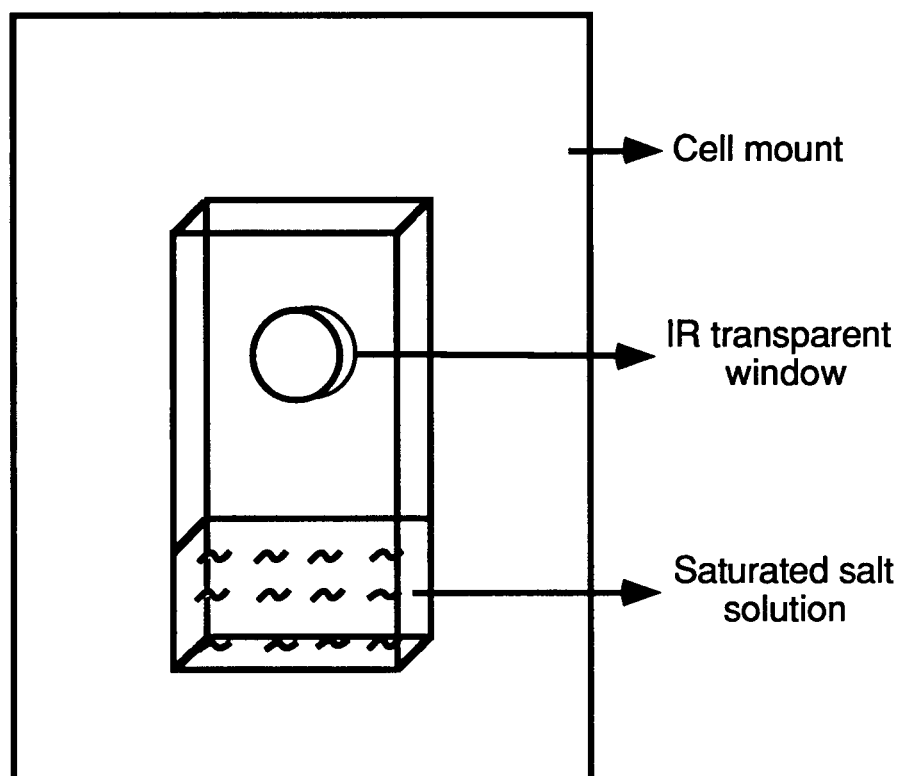 Cell mount
IR transparent
window
Saturated salt
solution